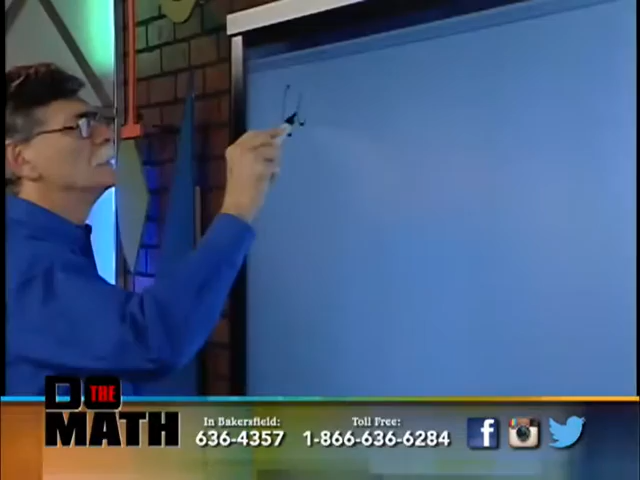 DO THE MATH
In Bakersfield:
636-4357
Toll Free:
1-866-636-6284